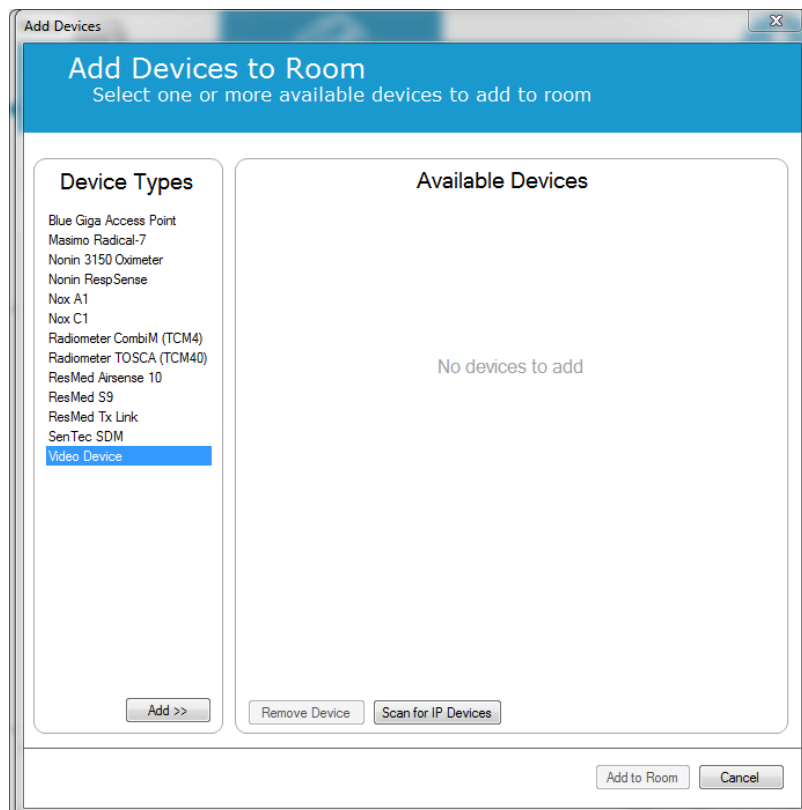 Add Devices
Add Devices to Room
Select one or more available devices to add to room
Device Types
Blue Giga Access Point
Masimo Radical-7
Nonin 3150 Oximeter
Nonin RespSense
Nox A1
Nox C1
Radiometer CombiM (TCM4)
Radiometer TOSCA (TCM40)
ResMed Airsense 10
ResMed S9
ResMed Tx Link
SenTec SDM
Video Device
Add >>
Available Devices
No devices to add
Remove Device
Scan for IP Devices
Add to Room
Cancel